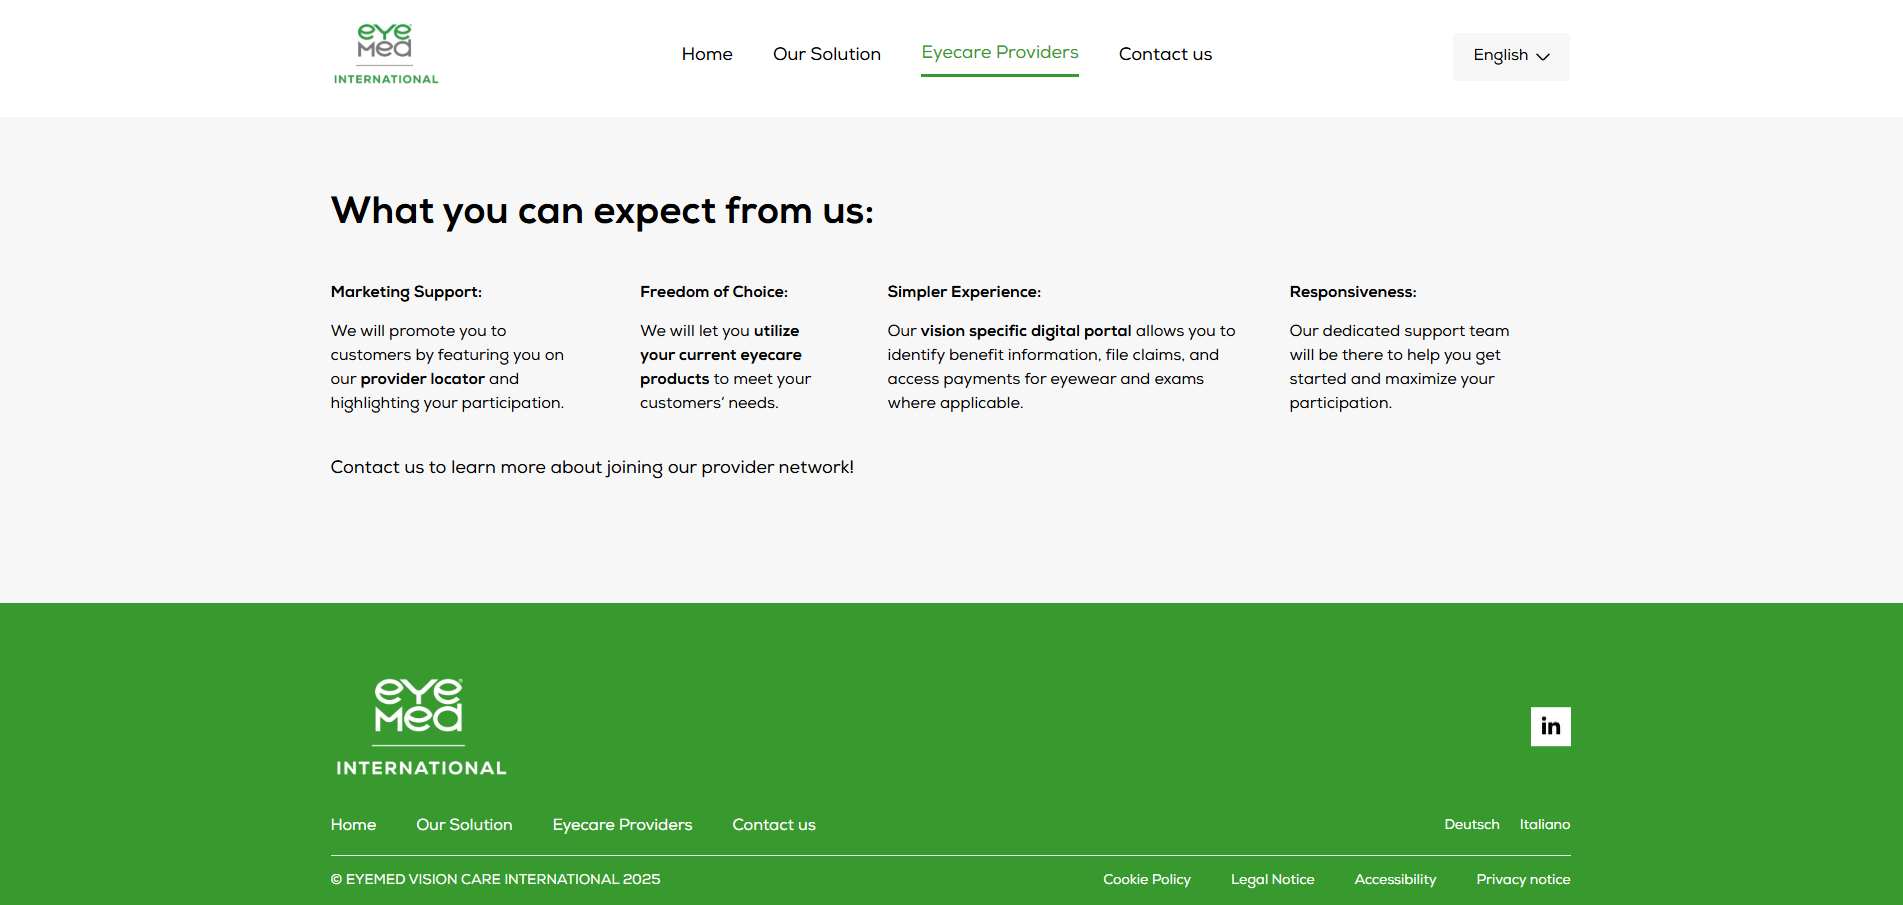 eye
med
INTERNATIONAL
Home
Our Solution
Eyecare Providers
Contact us
English
What you can expect from us:
Marketing Support:
We will promote you to
customers by featuring you on
our provider locator and
highlighting your participation.
Freedom of Choice:
We will let you utilize
your current eyecare
products to meet your
customers’ needs.
Simpler Experience:
Our vision specific digital portal allows you to
identify benefit information, file claims, and
access payments for eyewear and exams
where applicable.
Responsiveness:
Our dedicated support team
will be there to help you get
started and maximize your
participation.
Contact us to learn more about joining our provider network!
eye
med
INTERNATIONAL
in
Home
Our Solution
Eyecare Providers
Contact us
Deutsch
Italiano
© EYEMED VISION CARE INTERNATIONAL 2025
Cookie Policy
Legal Notice
Accessibility
Privacy notice